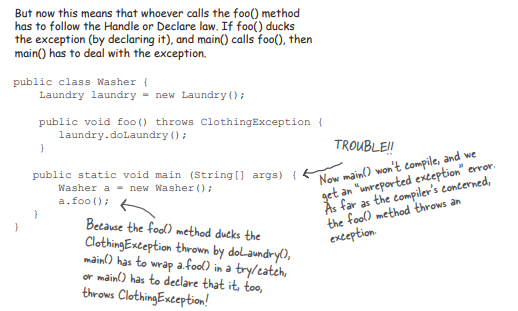 But now this means that whoever calls the foo() method
has to follow the Handle or Declare law. If foo() ducks
the exception (by declaring it), and main() calls foo(), then
main() has to deal with the exception.
public class Washer {
Laundry laundry = new Laundry();
public void foo() throws ClothingException {
laundry.doLaundry();
}
public static void main (String[] args) {
Washer a = new Washer();
a.foo();
}
}
TROUBLE!!
Now main() won't compile, and we
get an "unreported exception" error.
As far as the compiler's concerned,
the foo() method throws an
exception.
Because the foo() method ducks the
ClothingException thrown by doLaundry(),
main() has to wrap a.foo() in a try/catch,
or main() has to declare that it, too,
throws ClothingException!